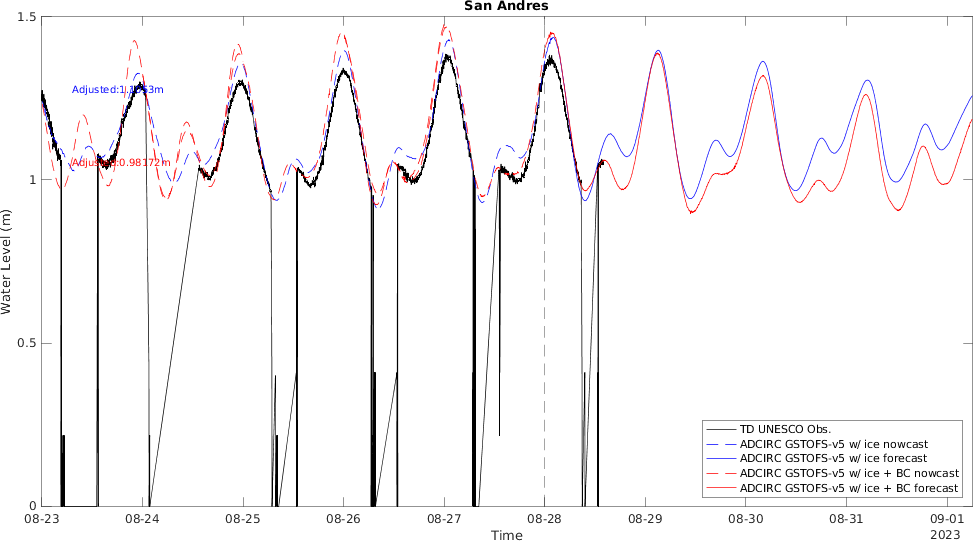 San Andres
1.5
1
0.5
0
Water Level (m)
Adjusted:0.98172m
TD UNESCO Obs.
ADCIRC GSTOFS-v5 w/ ice nowcast
ADCIRC GSTOFS-v5 w/ ice forecast
ADCIRC GSTOFS-v5 w/ ice + BC nowcast
ADCIRC GSTOFS-v5 w/ ice + BC forecast
08-23 08-24 08-25 08-26 08-27 08-28 08-29 08-30 08-31 09-01
Time 2023